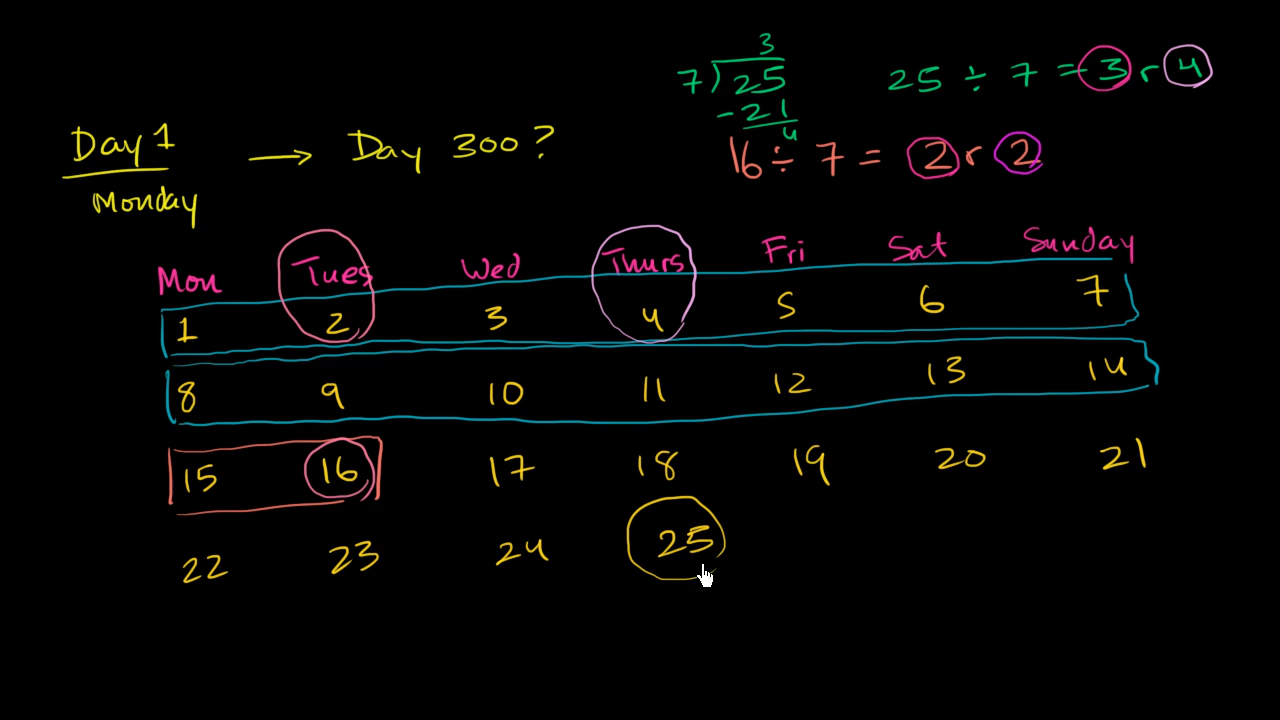 3
7)25
-21
4
25 ÷ 7 = 3 r 4
16 ÷ 7 = 2 r 2
Day 1 → Day 300?
Monday
Mon Tues Wed Thurs Fri Sat Sunday
1 2 3 4 5 6 7
8 9 10 11 12 13 14
15 16 17 18 19 20 21
22 23 24 25